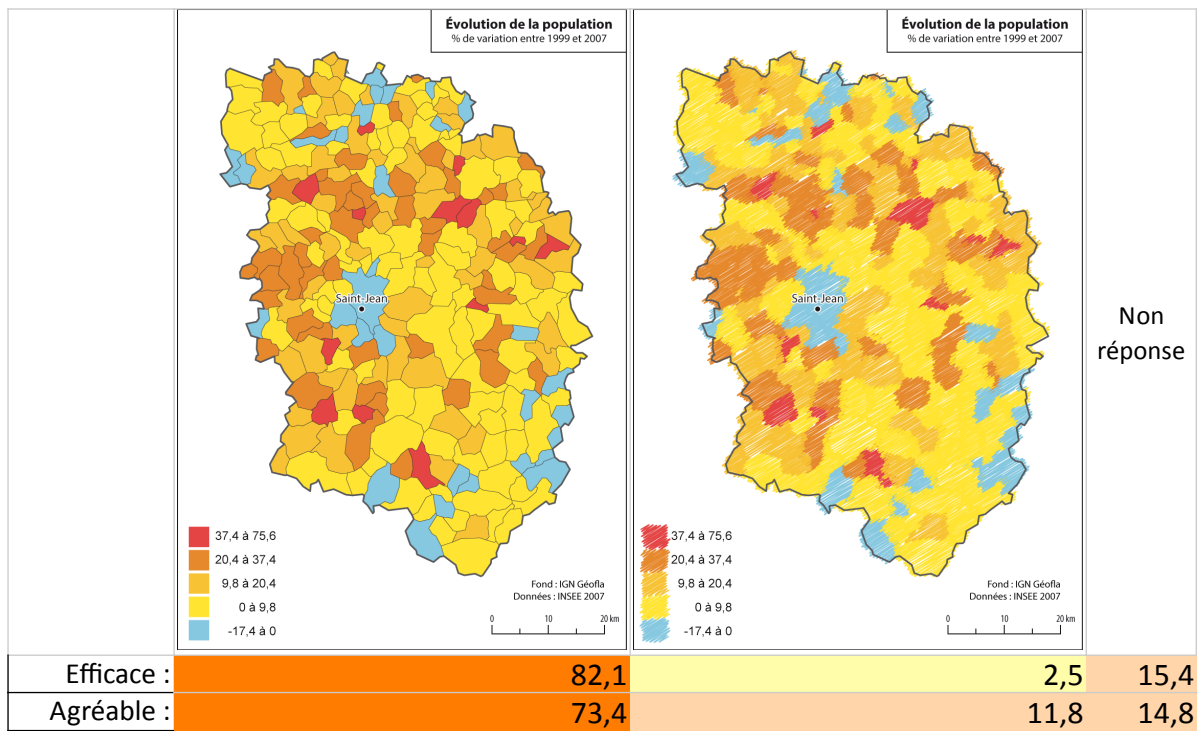 Évolution de la population
% de variation entre 1999 et 2007
Saint-Jean
37,4 à 75,6
20,4 à 37,4
9,8 à 20,4
0 à 9,8
-17,4 à 0
Fond : IGN Géofla
Données : INSEE 2007
0 10 20 km
Évolution de la population
% de variation entre 1999 et 2007
Saint-Jean
37,4 à 75,6
20,4 à 37,4
9,8 à 20,4
0 à 9,8
-17,4 à 0
Fond : IGN Géofla
Données : INSEE 2007
0 10 20 km
Non
réponse
Efficace : 82,1 2,5 15,4
Agréable : 73,4 11,8 14,8